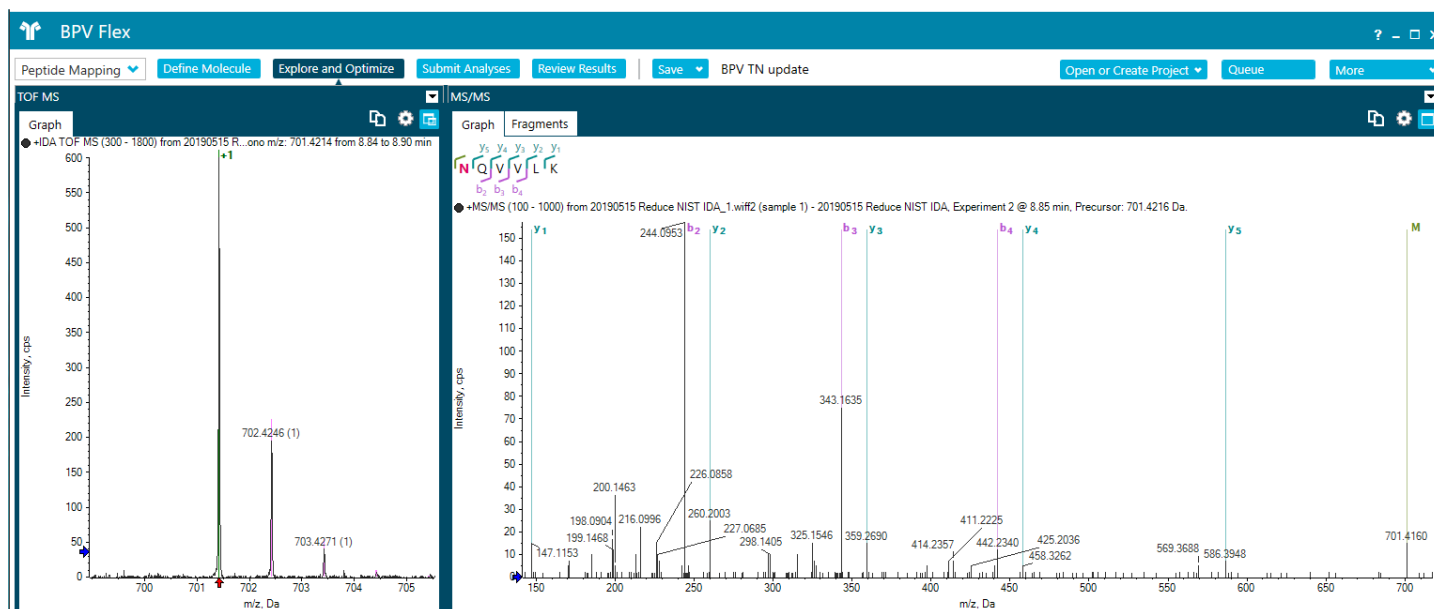 BPV Flex
? – □ X
Peptide Mapping Define Molecule Explore and Optimize Submit Analyses Review Results Save BPV TN update Open or Create Project Queue More
TOF MS
Graph
+IDA TOF MS (300 - 1800) from 20190515 R...ono m/z: 701.4214 from 8.84 to 8.90 min
+1
600
550
500
450
400
350
300
250
200
150
100
50
0
Intensity, cps
702.4246 (1)
703.4271 (1)
700 701 702 703 704 705
m/z, Da
MS/MS
Graph Fragments
y5 y4 y3 y2 y1
N Q V V L K
b2 b3 b4
+MS/MS (100 - 1000) from 20190515 Reduce NIST IDA_1.wiff2 (sample 1) - 20190515 Reduce NIST IDA, Experiment 2 @ 8.85 min, Precursor: 701.4216 Da.
y1 b2 y2 b3 y3 b4 y4 y5 M
150
140
130
120
110
100
90
80
70
60
50
40
30
20
10
0
Intensity, cps
244.0953
343.1635
226.0858
200.1463
198.0904 216.0996 260.2003
199.1468 227.0685 325.1546 359.2690 411.2225
147.1153 298.1405 414.2357 442.2340 425.2036
458.3262
569.3688 586.3948
701.4160
150 200 250 300 350 400 450 500 550 600 650 700
m/z, Da